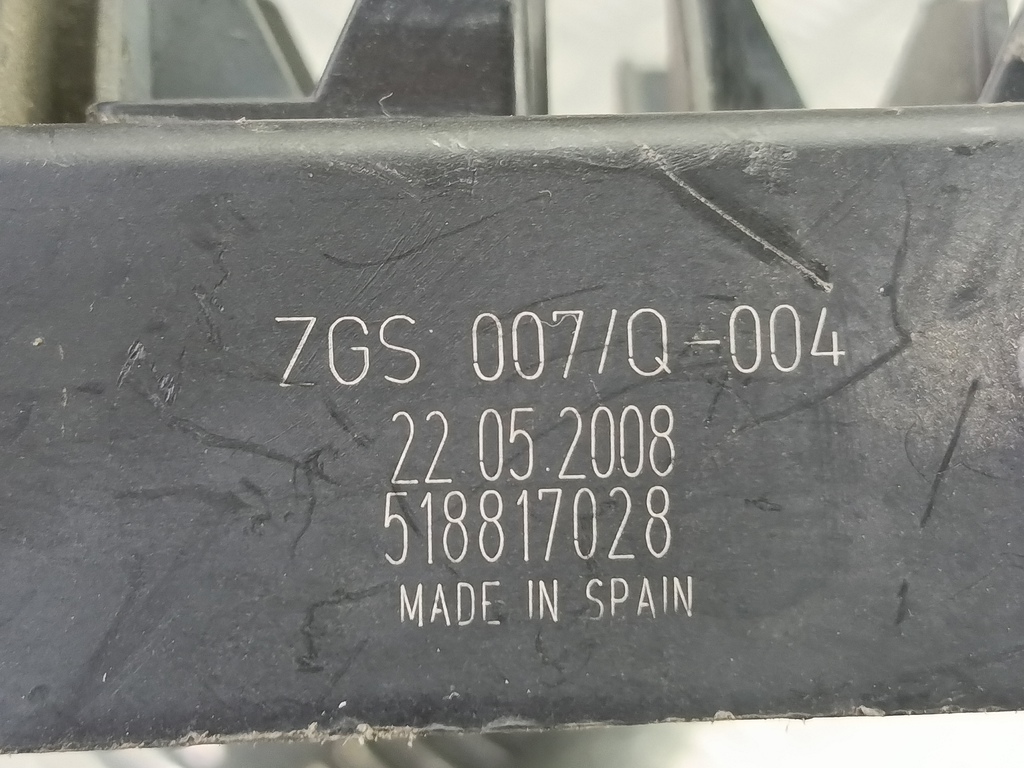 ZGS 007/Q-004
22.05.2008
518817028
MADE IN SPAIN